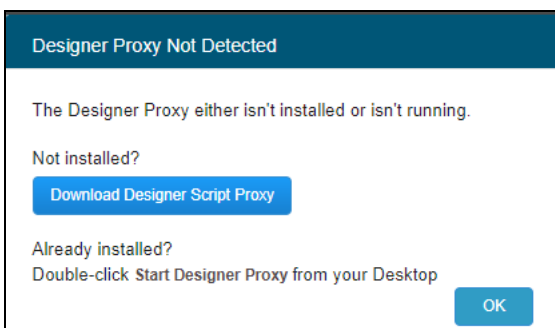 Designer Proxy Not Detected
The Designer Proxy either isn't installed or isn't running.
Not installed?
Download Designer Script Proxy
Already installed?
Double-click Start Designer Proxy from your Desktop
OK